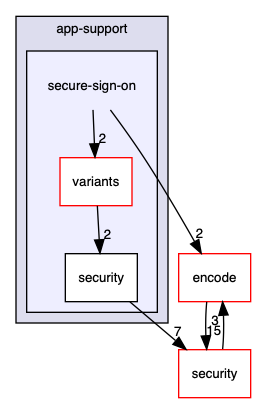 app-support
secure-sign-on
2
variants
2
2
security
encode
7
3
15
security